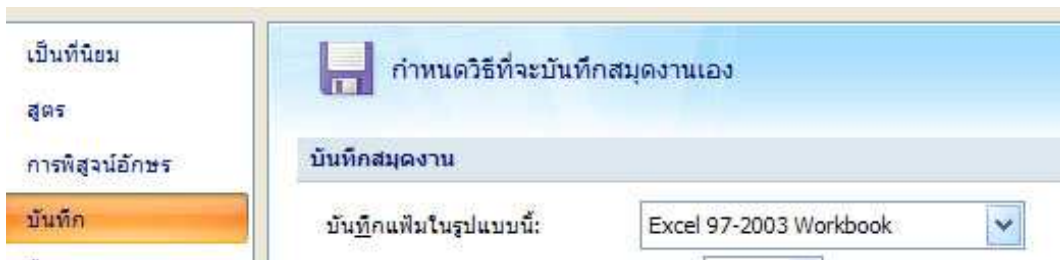 เป็นที่นิยม
สูตร
การพิสูจน์อักษร
บันทึก
กำหนดวิธีที่จะบันทึกสมุดงานเอง
บันทึกสมุดงาน
บันทึกแฟ้มในรูปแบบนี้: Excel 97-2003 Workbook